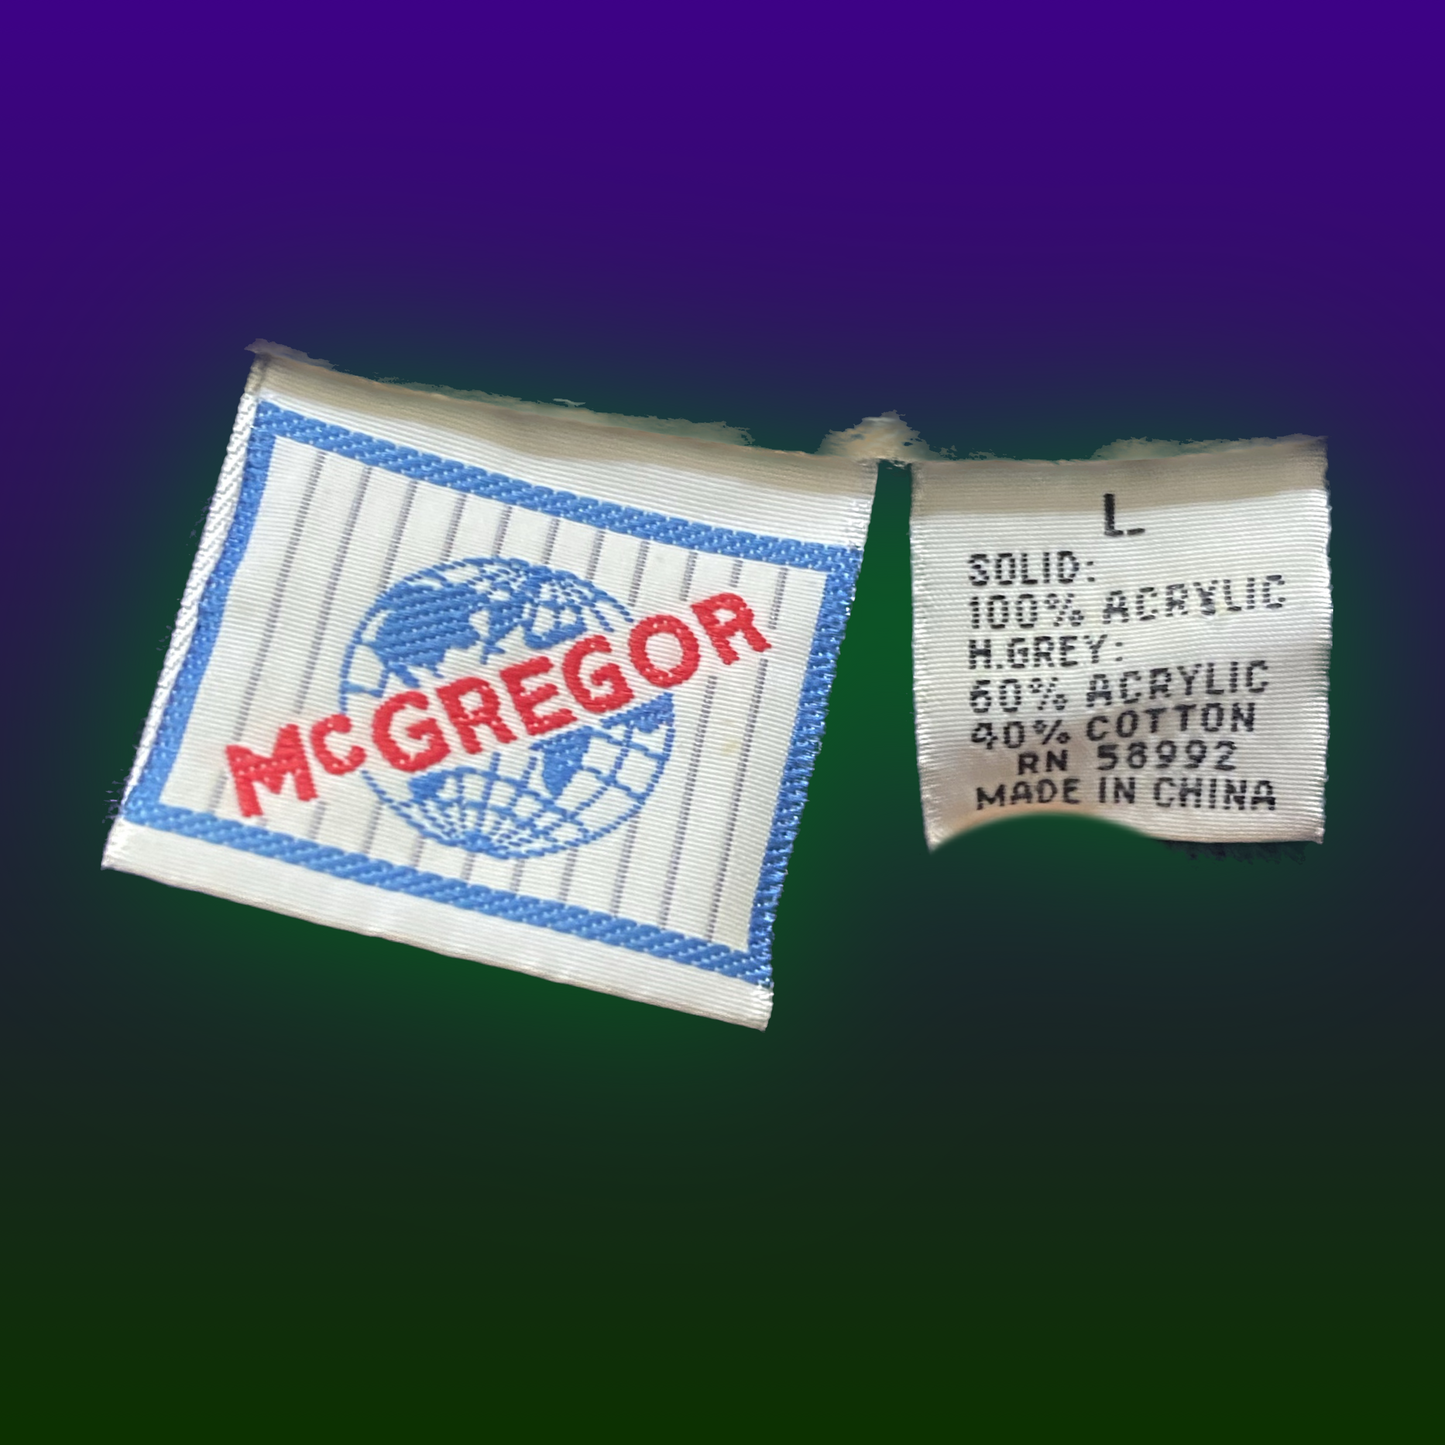 McGREGOR
L
SOLID:
100% ACRYLIC
H.GREY:
60% ACRYLIC
40% COTTON
RN 58992
MADE IN CHINA